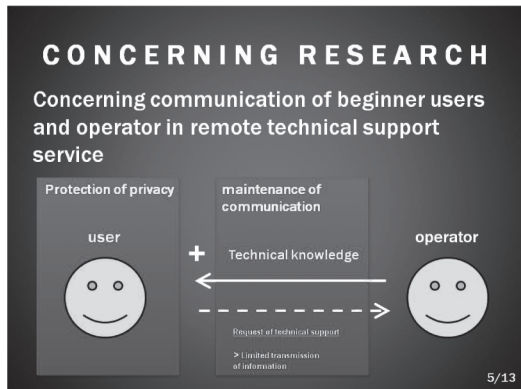 CONCERNING RESEARCH
Concerning communication of beginner users
and operator in remote technical support
service
Protection of privacy
maintenance of
communication
user
+
Technical knowledge
operator
Request of technical support
> Limited transmission
of information
5/13